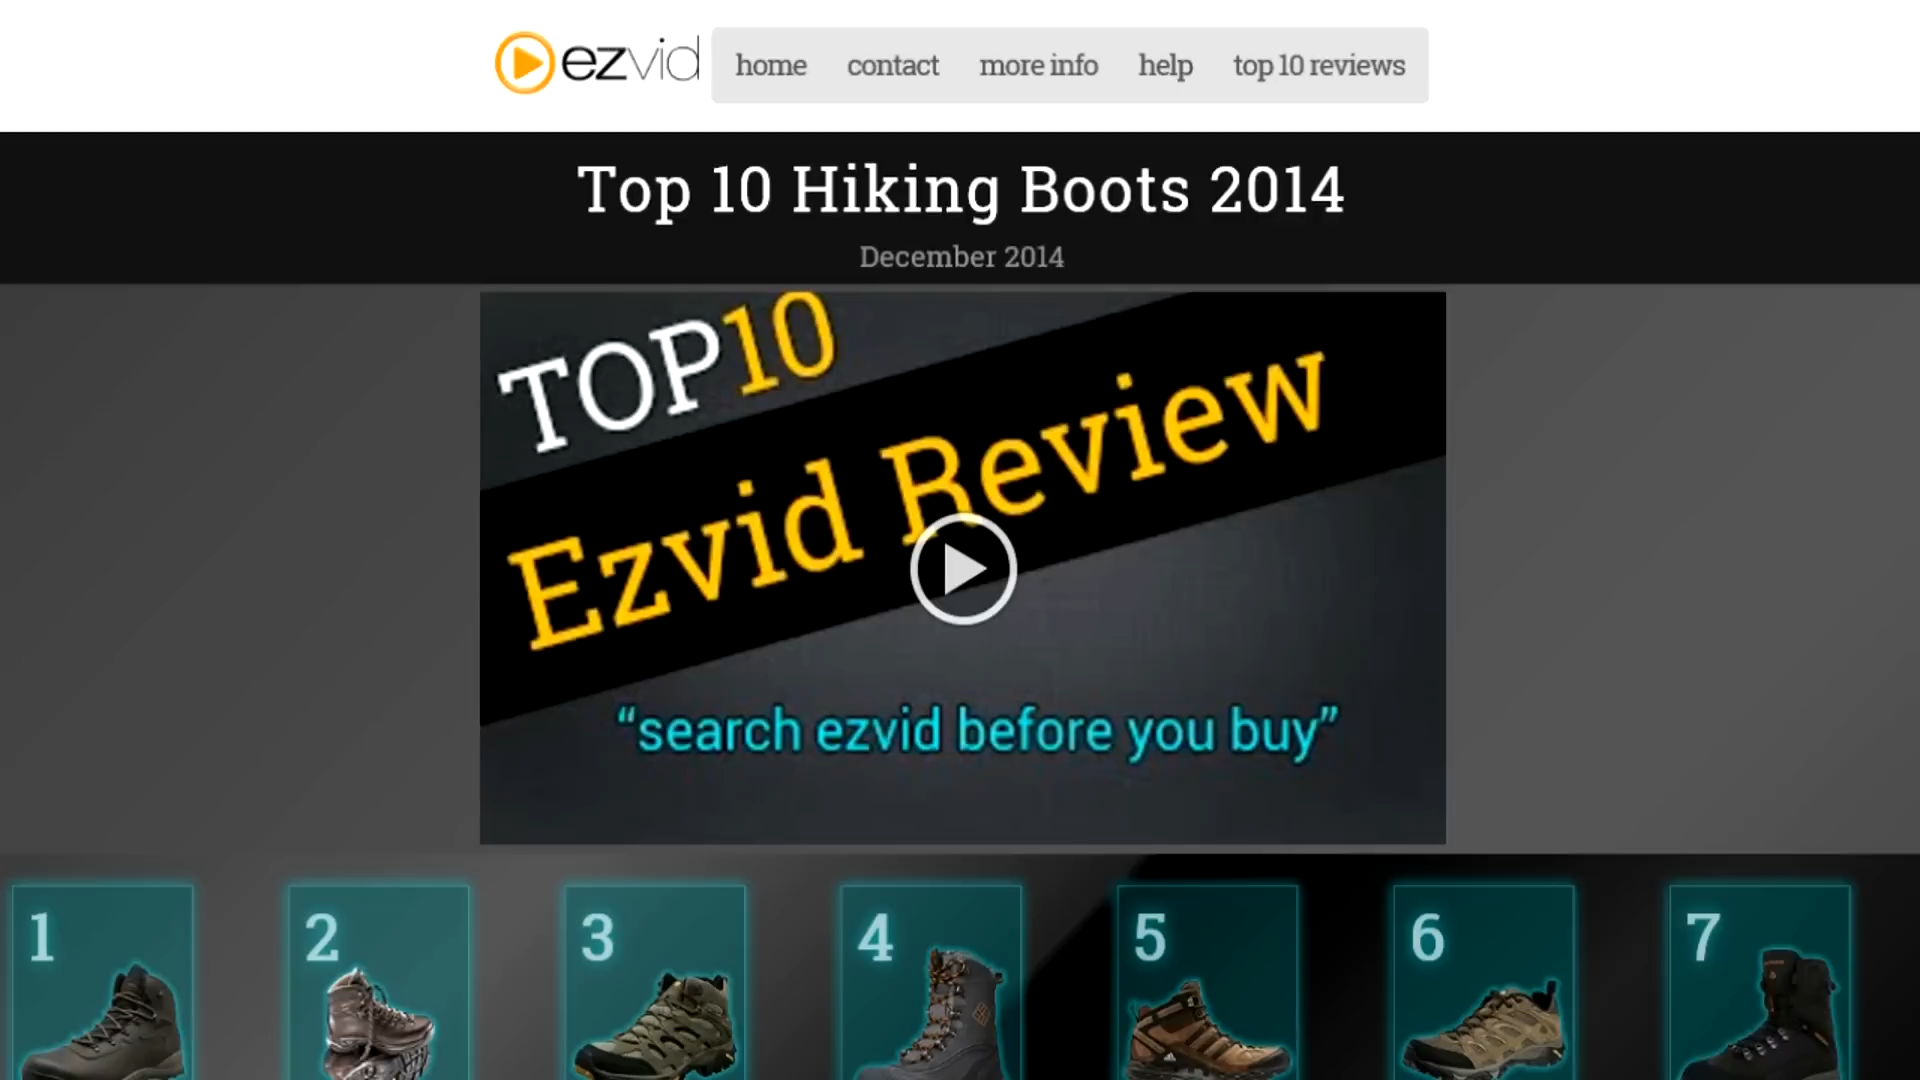 ezvid
home contact more info help top 10 reviews
Top 10 Hiking Boots 2014
December 2014
TOP10
Ezvid Review
“search ezvid before you buy”
1 2 3 4 5 6 7